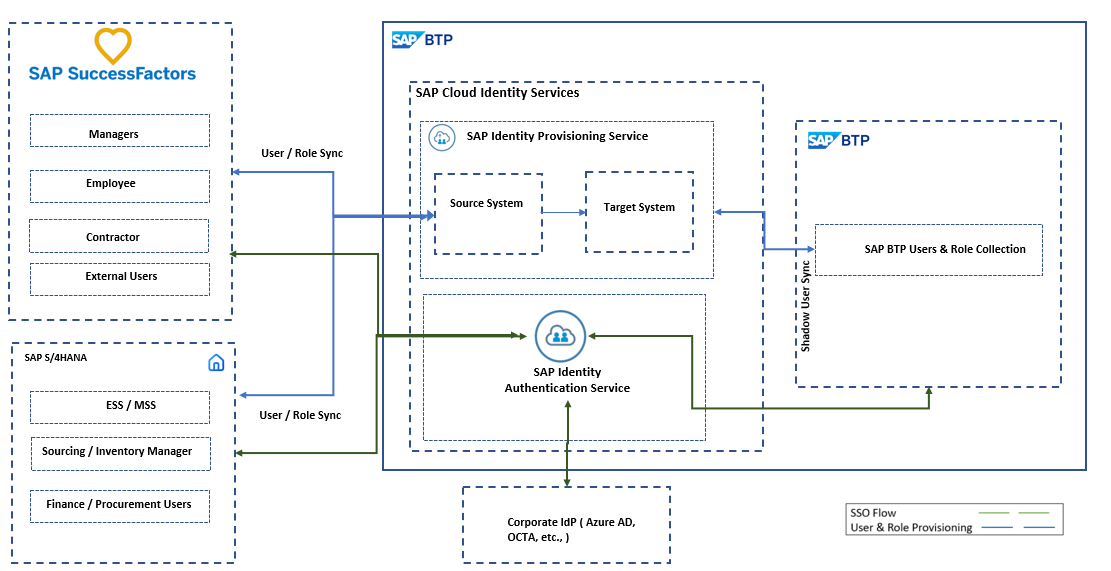 SAP SuccessFactors
Managers
Employee
Contractor
External Users
User / Role Sync
SAP S/4HANA
ESS / MSS
Sourcing / Inventory Manager
Finance / Procurement Users
User / Role Sync
SAP BTP
SAP Cloud Identity Services
SAP Identity Provisioning Service
Source System
Target System
SAP Identity
Authentication Service
Shadow User Sync
SAP BTP
SAP BTP Users & Role Collection
Corporate IdP ( Azure AD,
OCTA, etc., )
SSO Flow
User & Role Provisioning